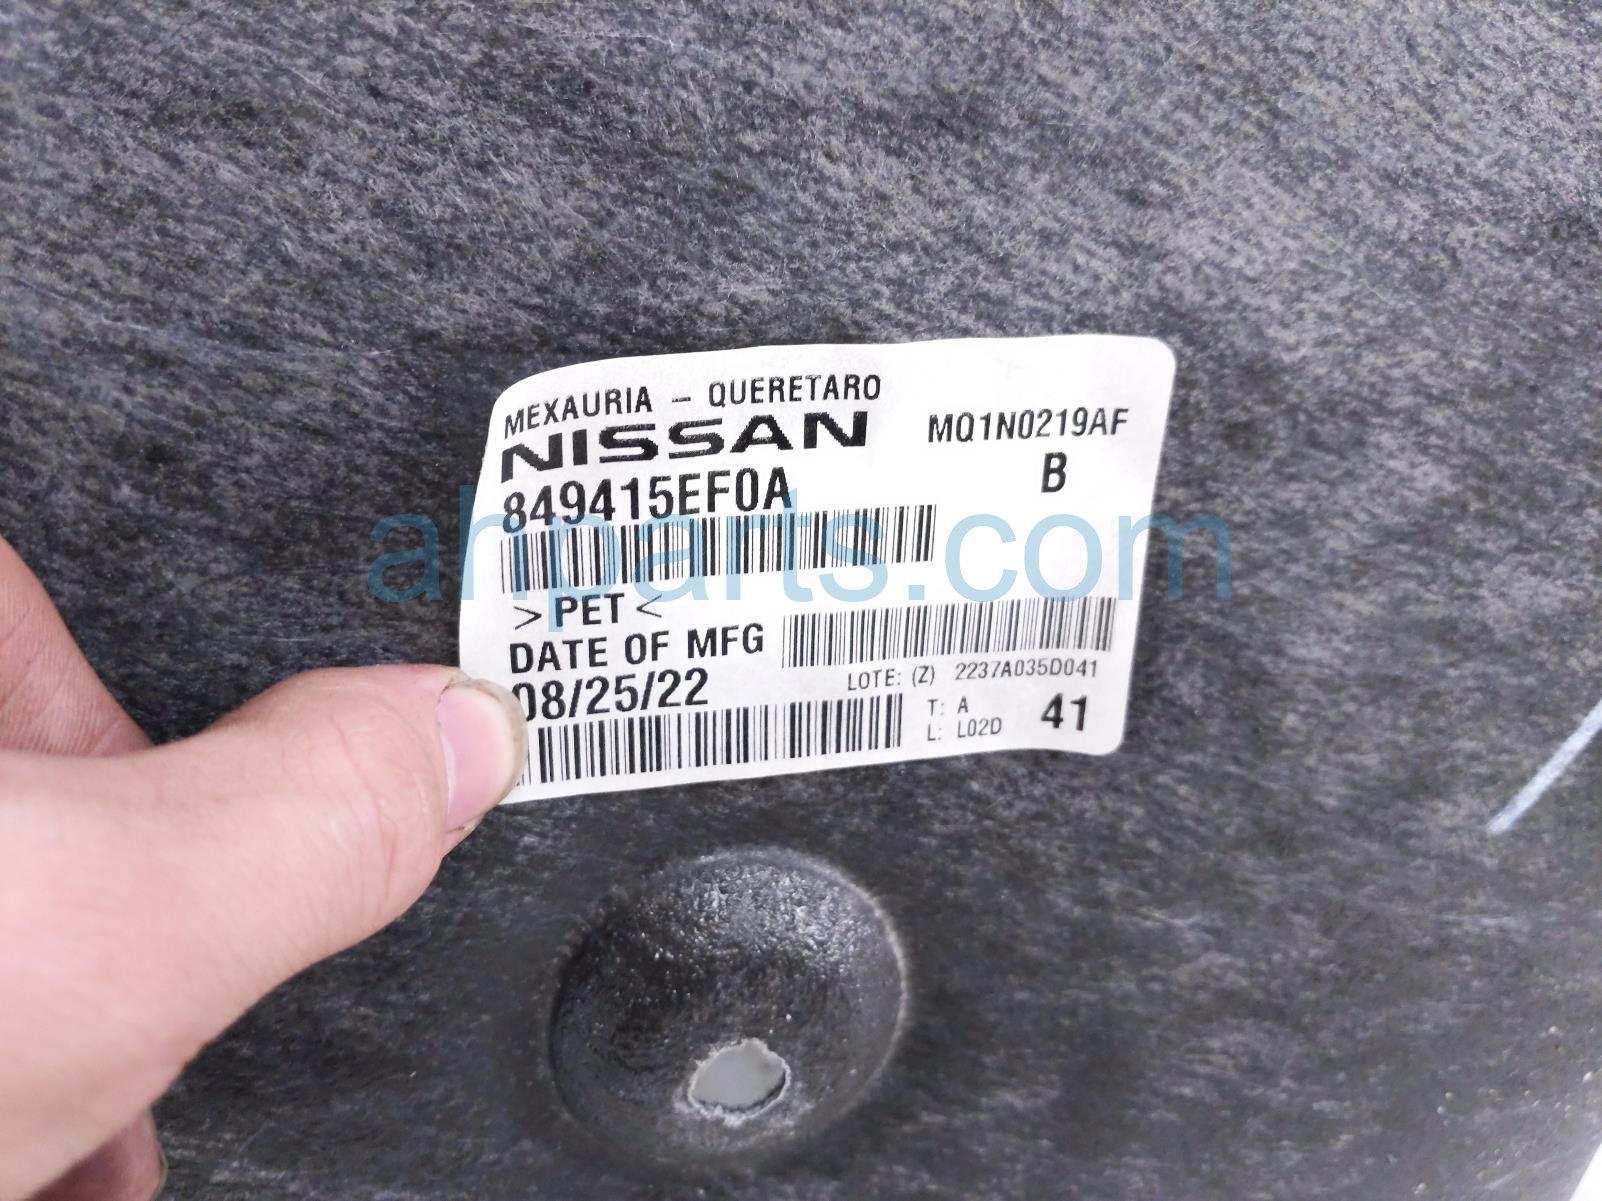 MEXAURIA - QUERETARO
NISSAN
MQ1N0219AF
849415EF0A
B
ahparts.com
> PET <
DATE OF MFG
08/25/22
LOTE: (Z) 2237A035D041
T: A
L: L02D
41